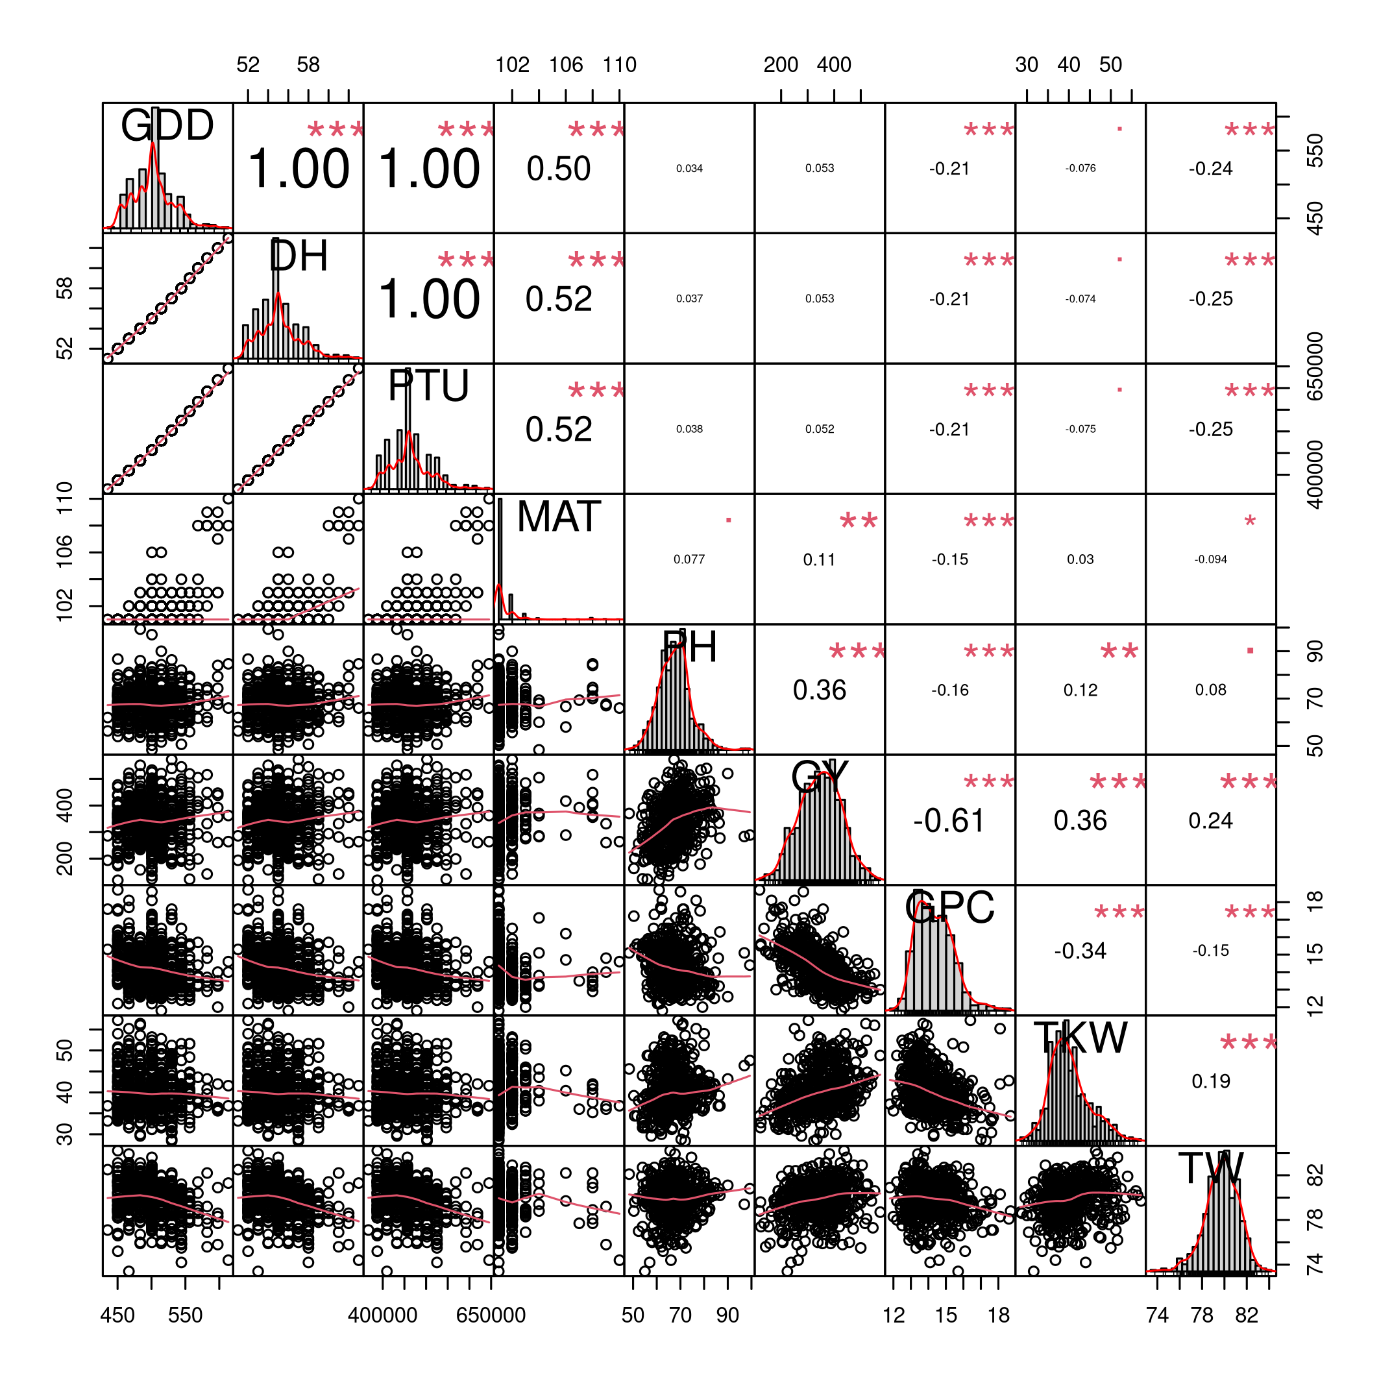 52 58 102 106 110 200 400 30 40 50
GDD *** *** *** *** . ***
1.00 1.00 0.50 0.034 0.053 -0.21 -0.076 -0.24
450 550
DH *** *** *** . ***
1.00 0.52 0.037 0.053 -0.21 -0.074 -0.25
52 58
PTU *** *** . ***
0.52 0.038 0.052 -0.21 -0.075 -0.25
400000 650000
MAT . ** *** *
0.077 0.11 -0.15 0.03 -0.094
102 106 110
PH *** *** ** .
0.36 -0.16 0.12 0.08
50 70 90
GY *** *** ***
-0.61 0.36 0.24
200 400
GPC *** ***
-0.34 -0.15
12 15 18
TKW ***
0.19
30 40 50
TW
74 78 82
450 550 400000 650000 50 70 90 12 15 18 74 78 82